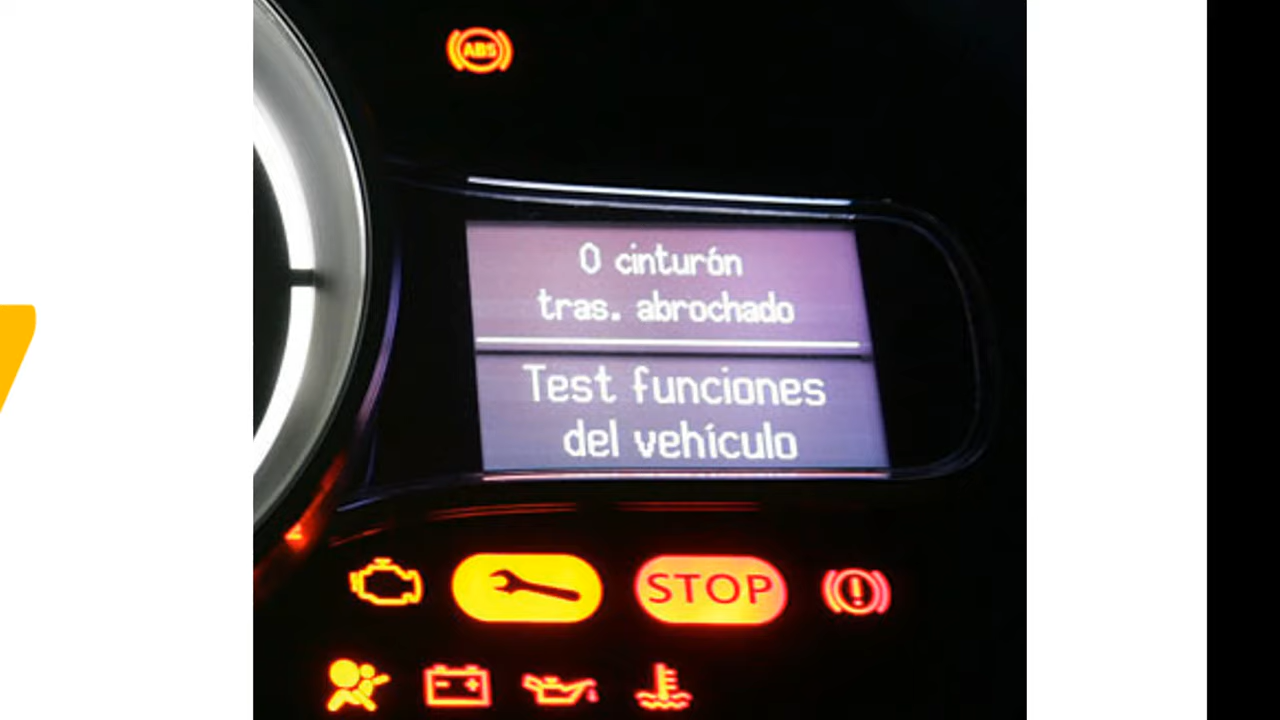 ABS
0 cinturón
tras. abrochado
Test funciones
del vehículo
STOP